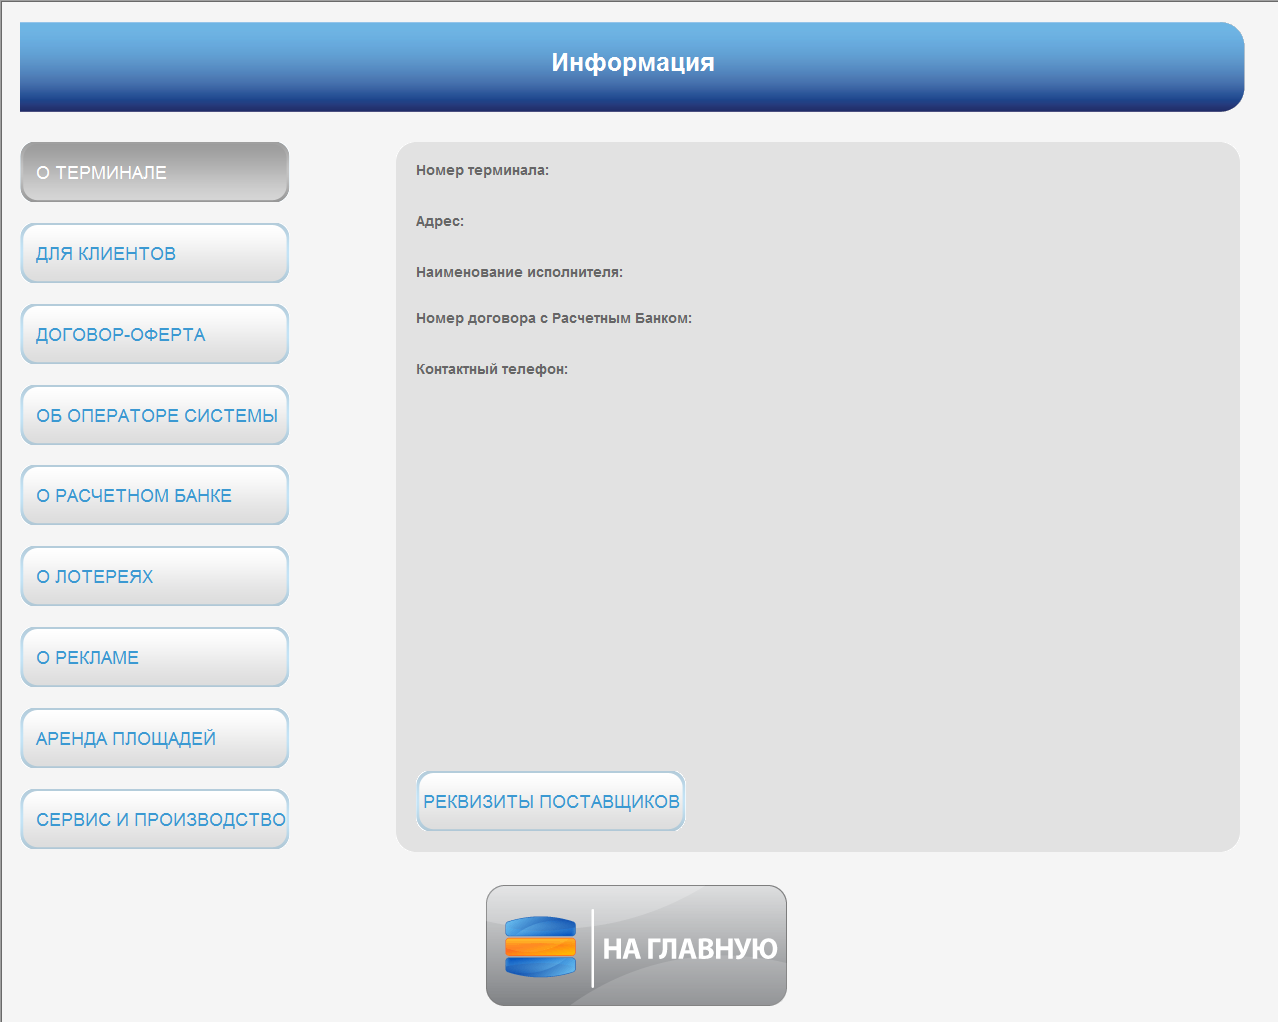 Информация
О ТЕРМИНАЛЕ
ДЛЯ КЛИЕНТОВ
ДОГОВОР-ОФЕРТА
ОБ ОПЕРАТОРЕ СИСТЕМЫ
О РАСЧЕТНОМ БАНКЕ
О ЛОТЕРЕЯХ
О РЕКЛАМЕ
АРЕНДА ПЛОЩАДЕЙ
СЕРВИС И ПРОИЗВОДСТВО
Номер терминала:
Адрес:
Наименование исполнителя:
Номер договора с Расчетным Банком:
Контактный телефон:
РЕКВИЗИТЫ ПОСТАВЩИКОВ
НА ГЛАВНУЮ